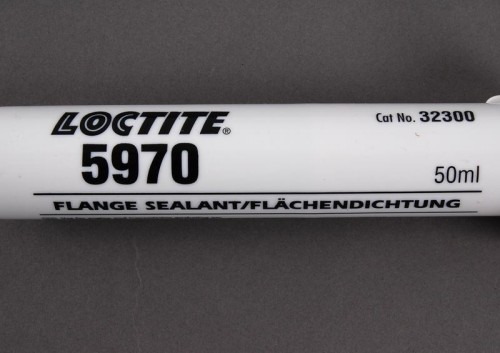 LOCTITE®
Cat No. 32300
5970
50ml
FLANGE SEALANT/FLÄCHENDICHTUNG